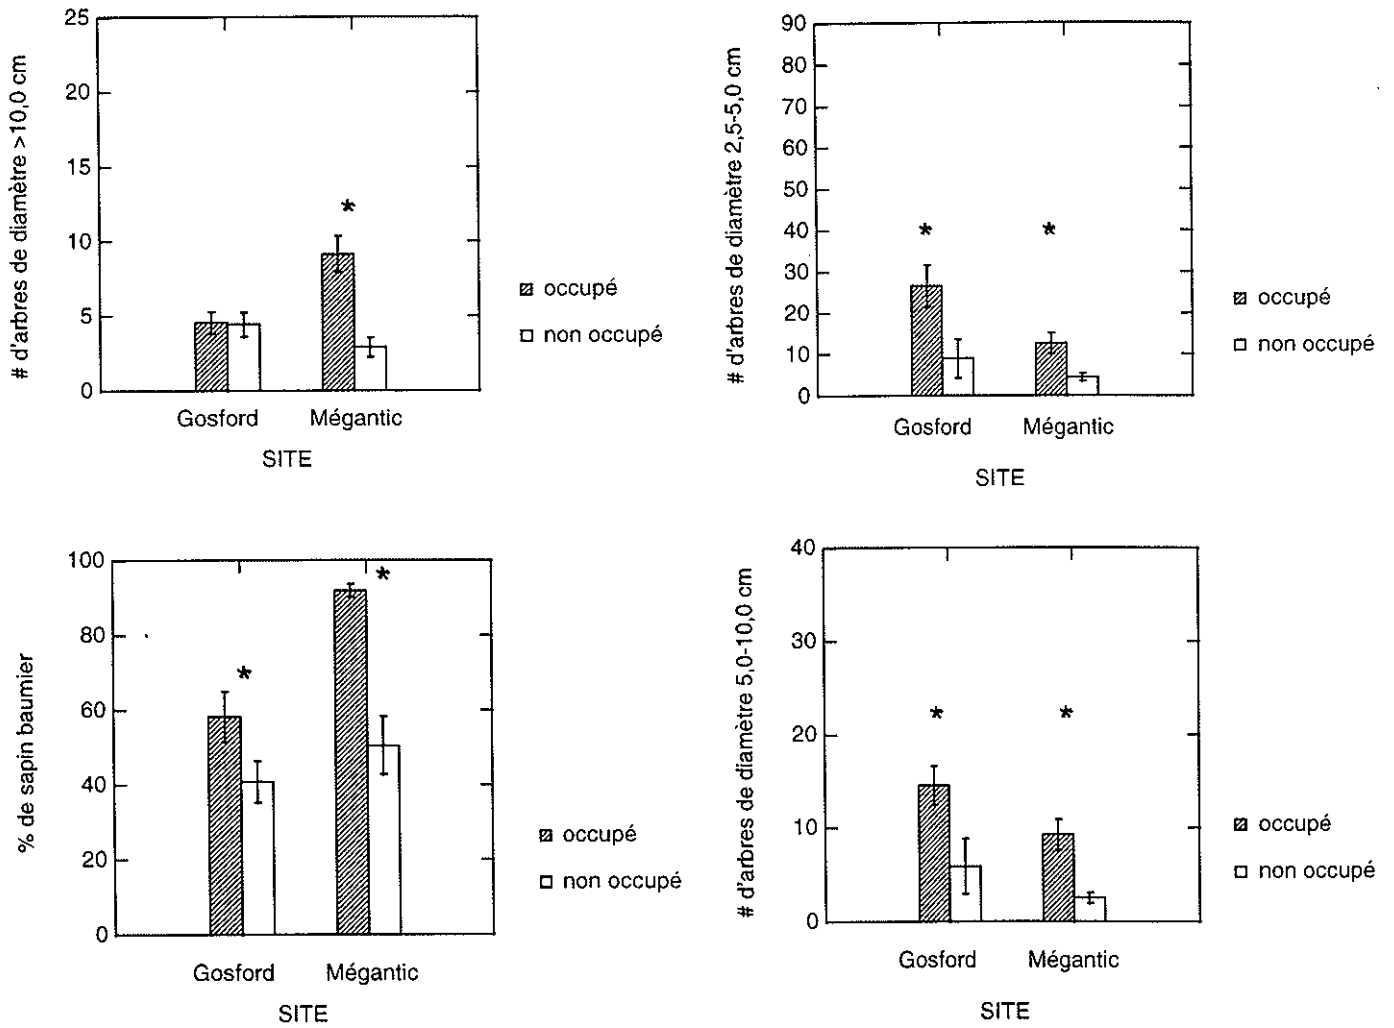 # d'arbres de diamètre >10,0 cm
25
20
15
10
5
0
*
Gosford Mégantic
SITE
occupé
non occupé
# d'arbres de diamètre 2,5-5,0 cm
90
80
70
60
50
40
30
20
10
0
* *
Gosford Mégantic
SITE
occupé
non occupé
% de sapin baumier
100
80
60
40
20
0
* *
Gosford Mégantic
SITE
occupé
non occupé
# d'arbres de diamètre 5,0-10,0 cm
40
30
20
10
0
* *
Gosford Mégantic
SITE
occupé
non occupé